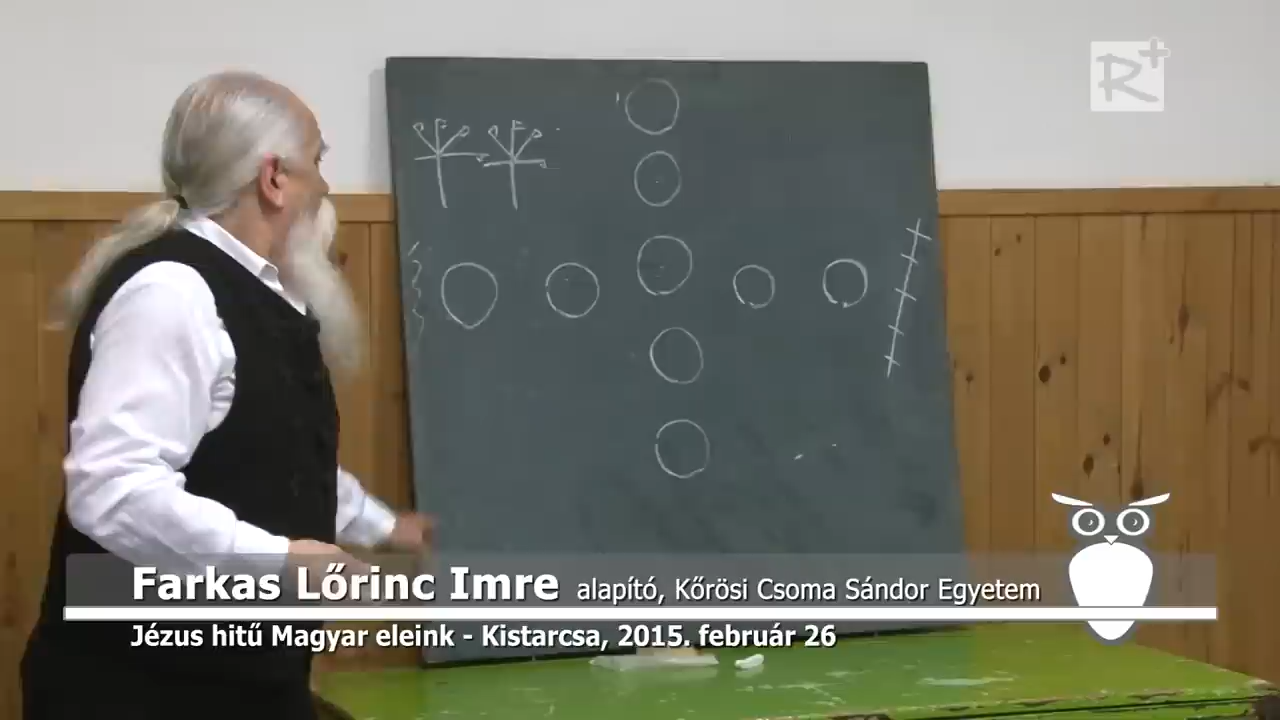 R+
Farkas Lőrinc Imre alapító, Kőrösi Csoma Sándor Egyetem
Jézus hitű Magyar eleink - Kistarcsa, 2015. február 26